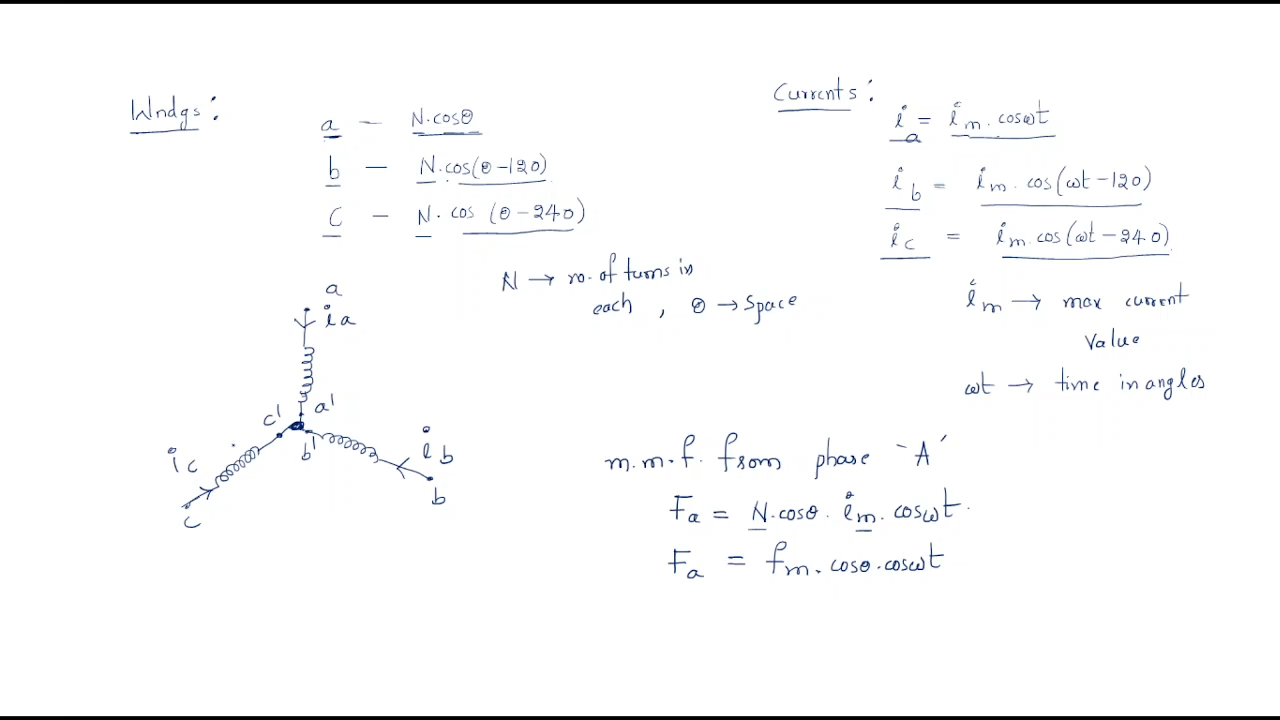 Wndgs:
a - N.cosθ
b - N.cos(θ-120)
c - N.cos(θ-240)
N → no. of turns in
each, θ → space
Currents:
ia = im.cosωt
ib = im.cos(ωt-120)
ic = im.cos(ωt-240)
im → max current
value
ωt → time in angles
a
ia
a'
c'
b'
ic
c
ib
b
m.m.f. from phase 'A'
Fa = N.cosθ.im.cosωt.
Fa = fm.cosθ.cosωt